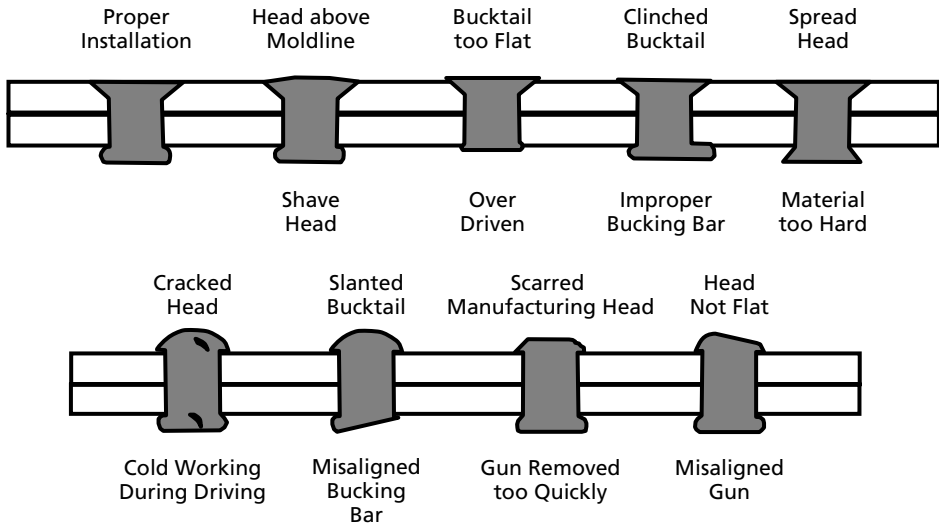 Proper
Installation
Head above
Moldline
Bucktail
too Flat
Clinched
Bucktail
Spread
Head
Shave
Head
Over
Driven
Improper
Bucking Bar
Material
too Hard
Cracked
Head
Slanted
Bucktail
Scarred
Manufacturing Head
Head
Not Flat
Cold Working
During Driving
Misaligned
Bucking
Bar
Gun Removed
too Quickly
Misaligned
Gun